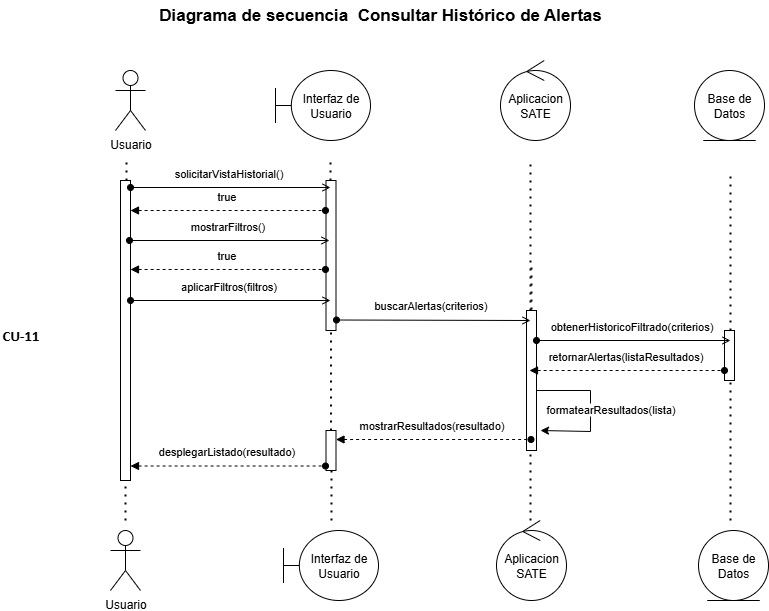 Diagrama de secuencia  Consultar Histórico de Alertas
Usuario
Interfaz de
Usuario
Aplicacion
SATE
Base de
Datos
solicitarVistaHistorial()
true
mostrarFiltros()
true
aplicarFiltros(filtros)
buscarAlertas(criterios)
obtenerHistoricoFiltrado(criterios)
CU-11
retornarAlertas(listaResultados)
formatearResultados(lista)
mostrarResultados(resultado)
desplegarListado(resultado)
Usuario
Interfaz de
Usuario
Aplicacion
SATE
Base de
Datos